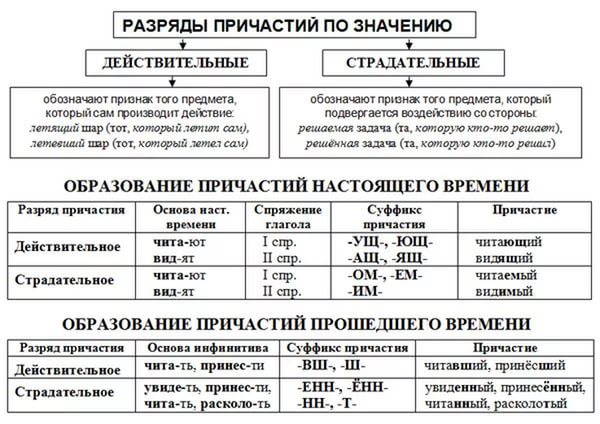 РАЗРЯДЫ ПРИЧАСТИЙ ПО ЗНАЧЕНИЮ
ДЕЙСТВИТЕЛЬНЫЕ
обозначают признак того предмета,
который сам производит действие:
летящий шар (тот, который летит сам),
летевший шар (тот, который летел сам)
СТРАДАТЕЛЬНЫЕ
обозначают признак того предмета, который
подвергается воздействию со стороны:
решаемая задача (та, которую кто-то решает),
решённая задача (та, которую кто-то решил)
ОБРАЗОВАНИЕ ПРИЧАСТИЙ НАСТОЯЩЕГО ВРЕМЕНИ
Разряд причастия Основа наст. времени Спряжение глагола Суффикс причастия Причастие
Действительное чита-ют I спр. -УЩ-, -ЮЩ- читающий
вид-ят II спр. -АЩ-, -ЯЩ- видящий
Страдательное чита-ют I спр. -ОМ-, -ЕМ- читаемый
вид-ят II спр. -ИМ- видимый
ОБРАЗОВАНИЕ ПРИЧАСТИЙ ПРОШЕДШЕГО ВРЕМЕНИ
Разряд причастия Основа инфинитива Суффикс причастия Причастие
Действительное чита-ть, принес-ти -ВШ-, -Ш- читавший, принёсший
Страдательное увиде-ть, принес-ти, -ЕНН-, -ЁНН- увиденный, принесённый,
чита-ть, расколо-ть -НН-, -Т- читанный, расколотый